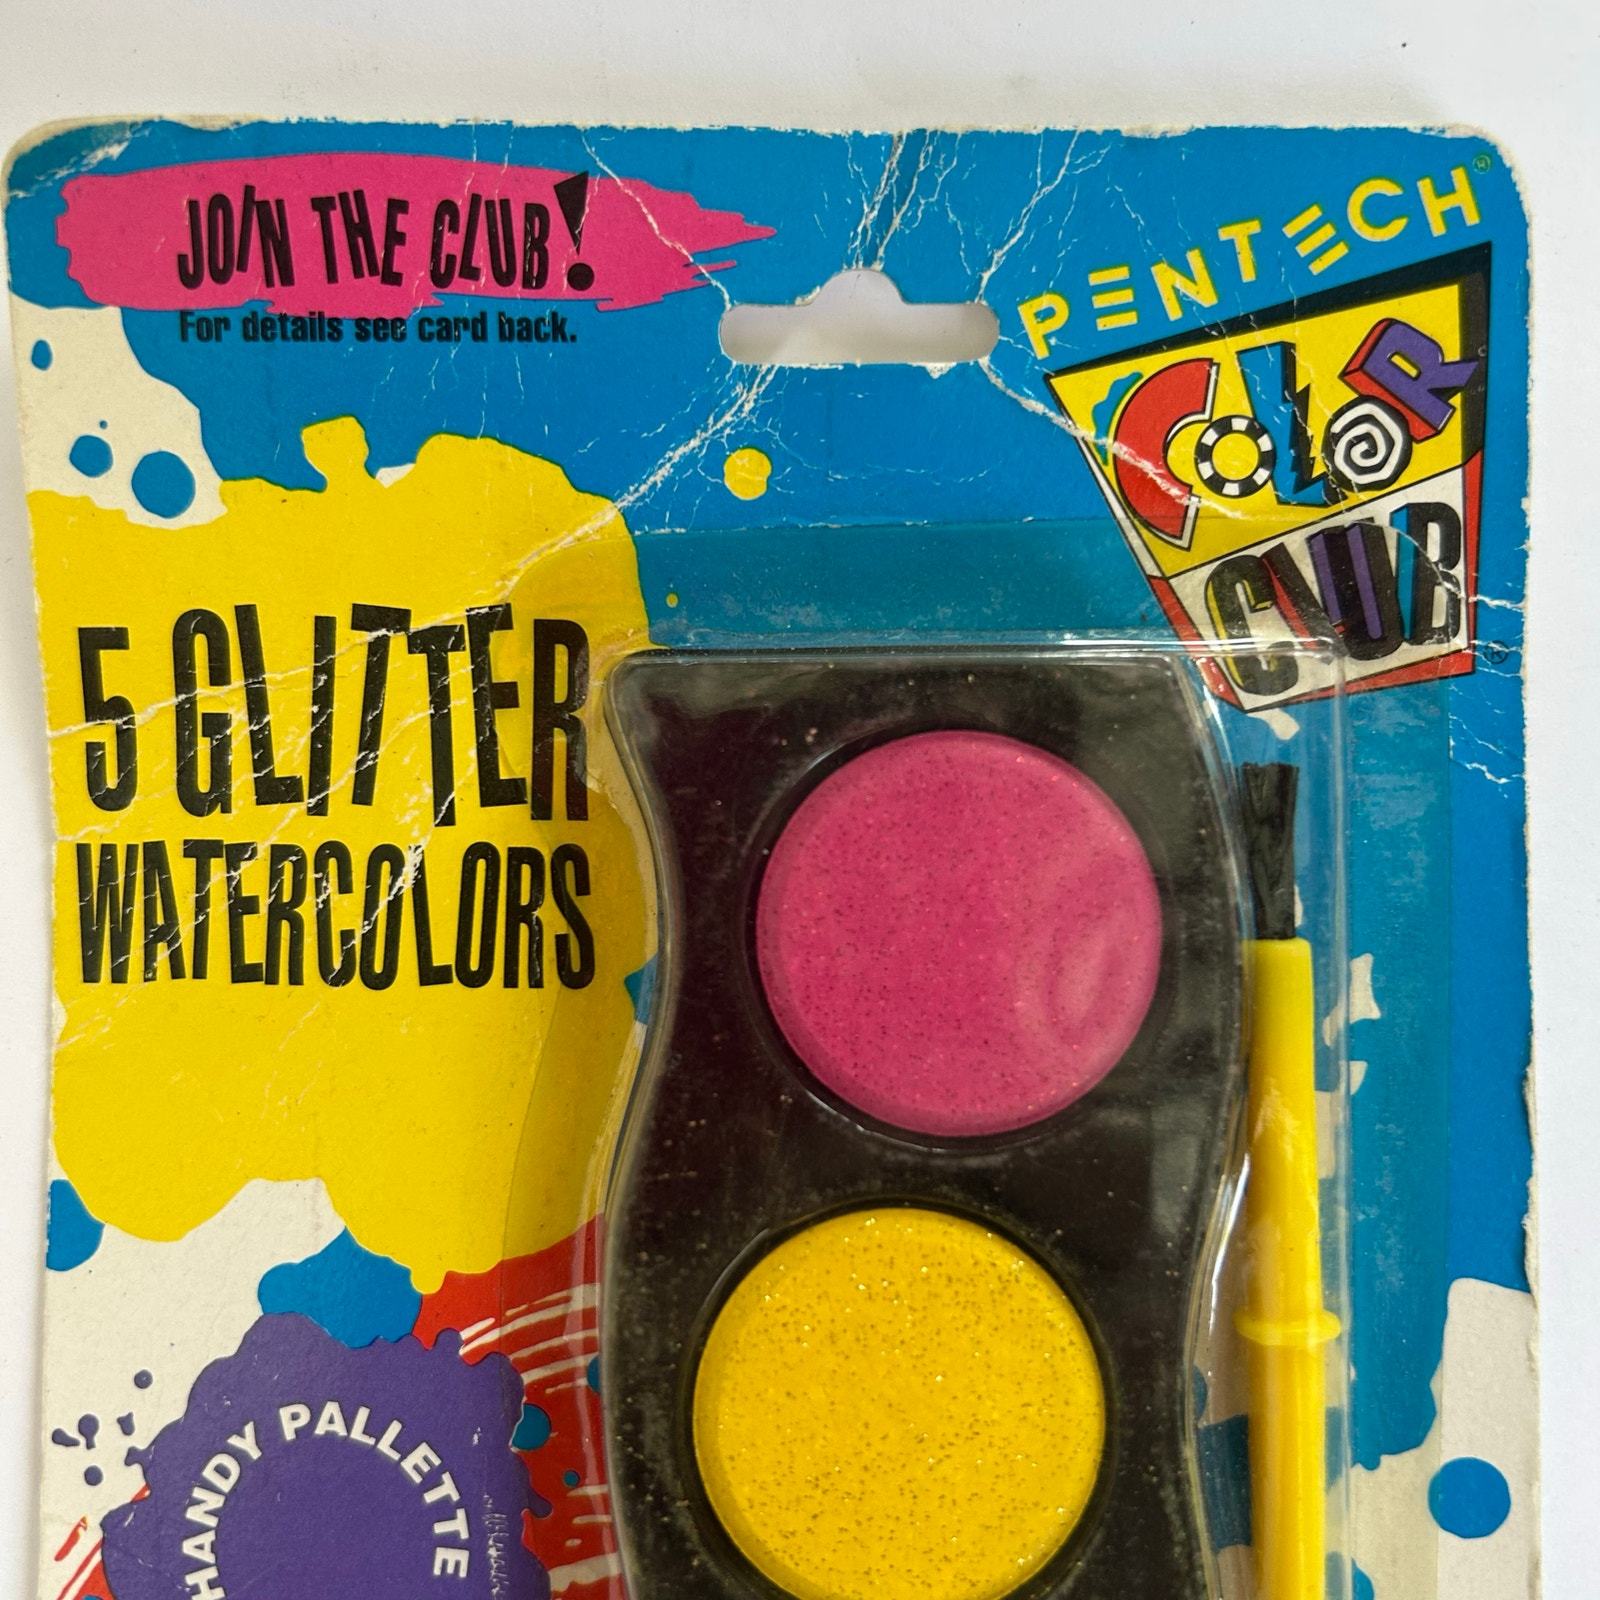 JOIN THE CLUB!
For details see card back.
PENTECH®
COLOR
CLUB®
5 GLITTER
WATERCOLORS
HANDY PALLETTE